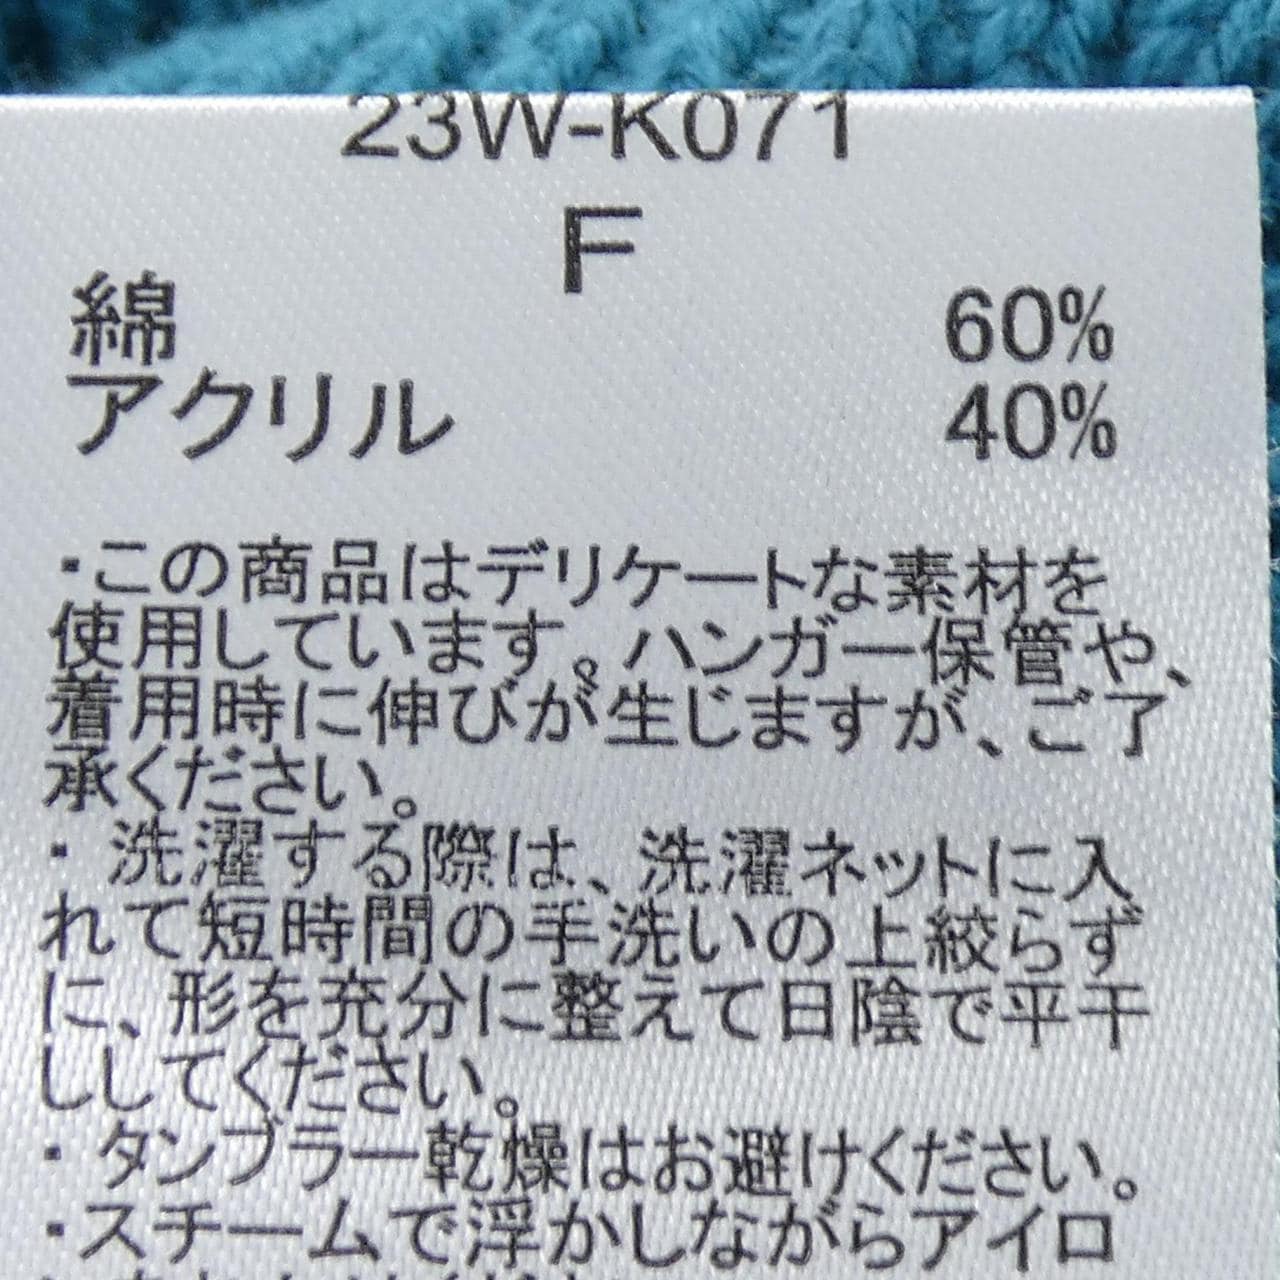 23W-K071
F
綿 60%
アクリル 40%
・この商品はデリケートな素材を
使用しています。ハンガー保管や、
着用時に伸びが生じますが、ご了
承ください。
・洗濯する際は、洗濯ネットに入
れて短時間の手洗いの上絞らず
に、形を充分に整えて日陰で平干
ししてください。
・タンブラー乾燥はお避けください。
・スチームで浮かしながらアイロ